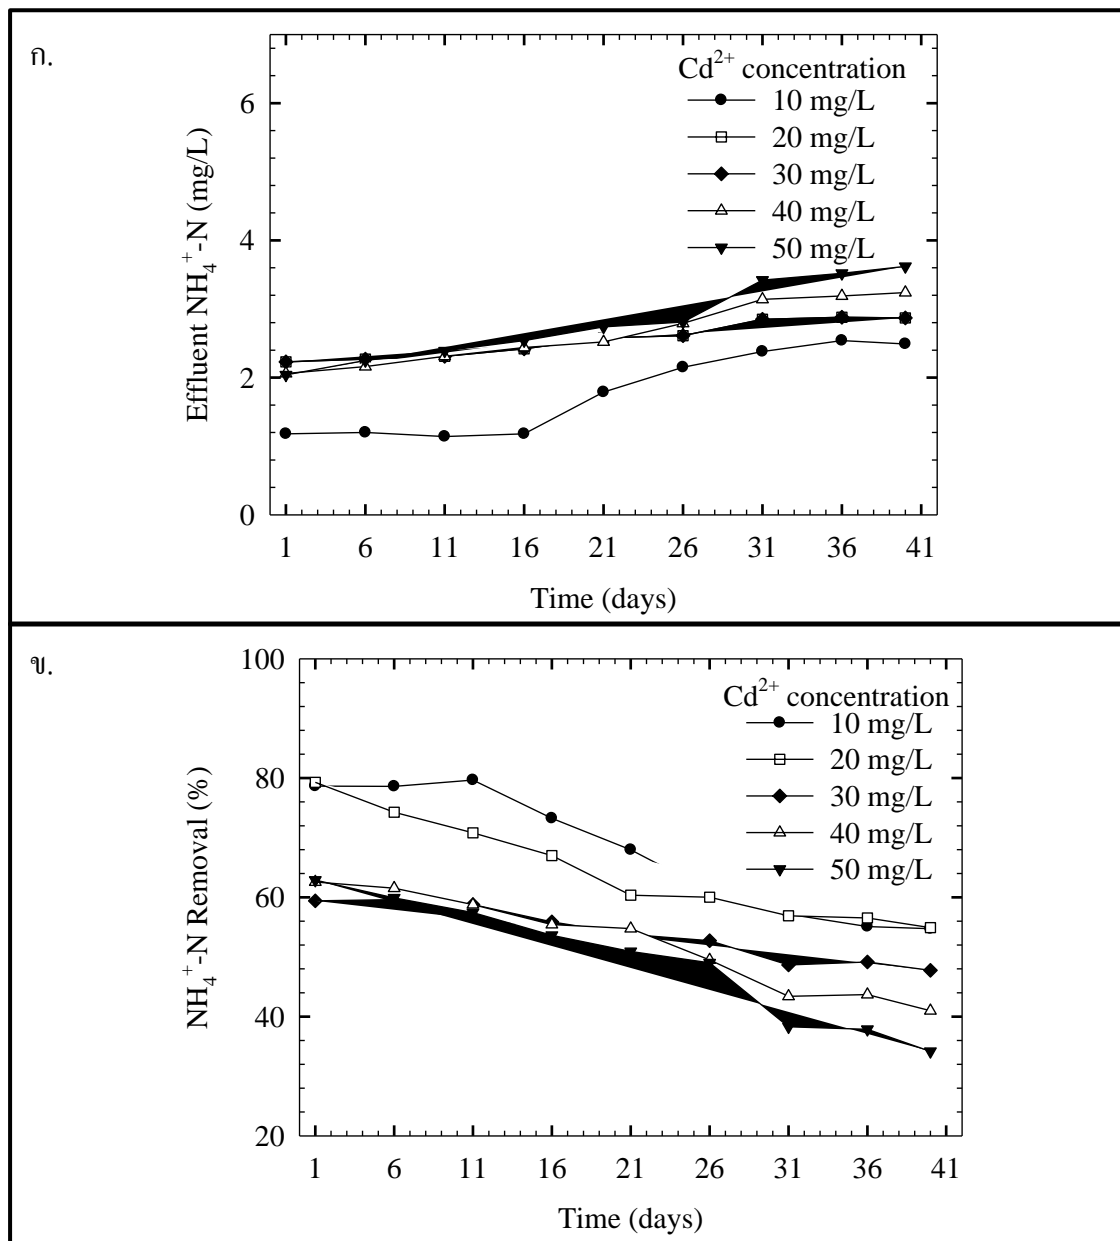 ก.
Cd²⁺ concentration
10 mg/L
20 mg/L
30 mg/L
40 mg/L
50 mg/L
Effluent NH₄⁺-N (mg/L)
6
4
2
0
1 6 11 16 21 26 31 36 41
Time (days)
ข.
Cd²⁺ concentration
10 mg/L
20 mg/L
30 mg/L
40 mg/L
50 mg/L
NH₄⁺-N Removal (%)
100
80
60
40
20
1 6 11 16 21 26 31 36 41
Time (days)